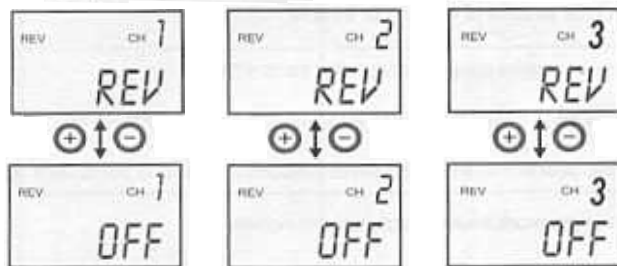 REV CH 1 REV CH 2 REV CH 3
REV REV REV
+ - + - + -
REV CH 1 REV CH 2 REV CH 3
OFF OFF OFF